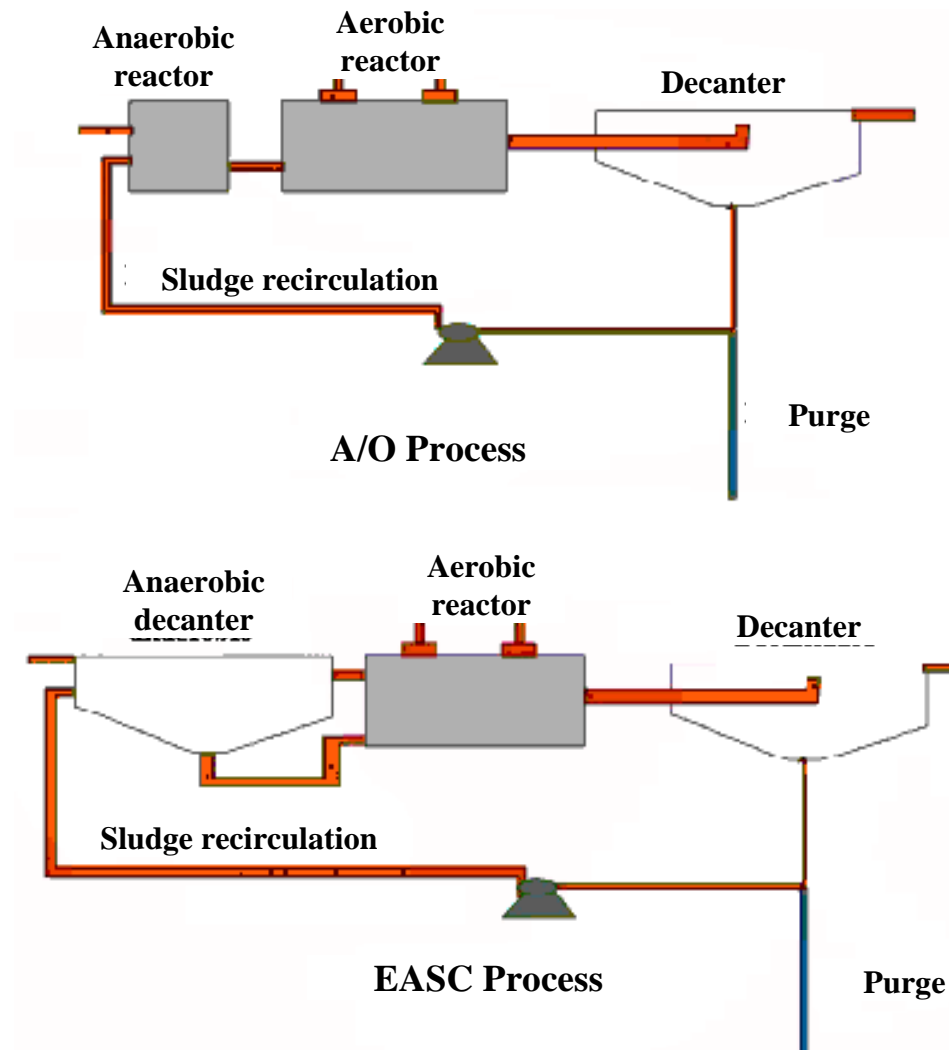 Anaerobic
reactor
Aerobic
reactor
Decanter
Sludge recirculation
Purge
A/O Process
Anaerobic
decanter
Aerobic
reactor
Decanter
Sludge recirculation
EASC Process
Purge